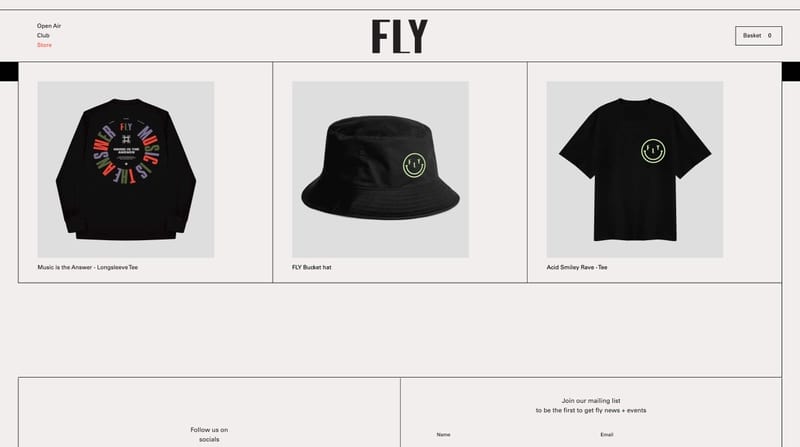 Open Air
Club
Store
FLY
Basket 0
FLY
MUSIC IS THE ANSWER
MUSIC IS THE
ANSWER
FLY
FLY
Music is the Answer - Longsleeve Tee
FLY Bucket hat
Acid Smiley Rave - Tee
Follow us on
socials
Join our mailing list
to be the first to get fly news + events
Name
Email